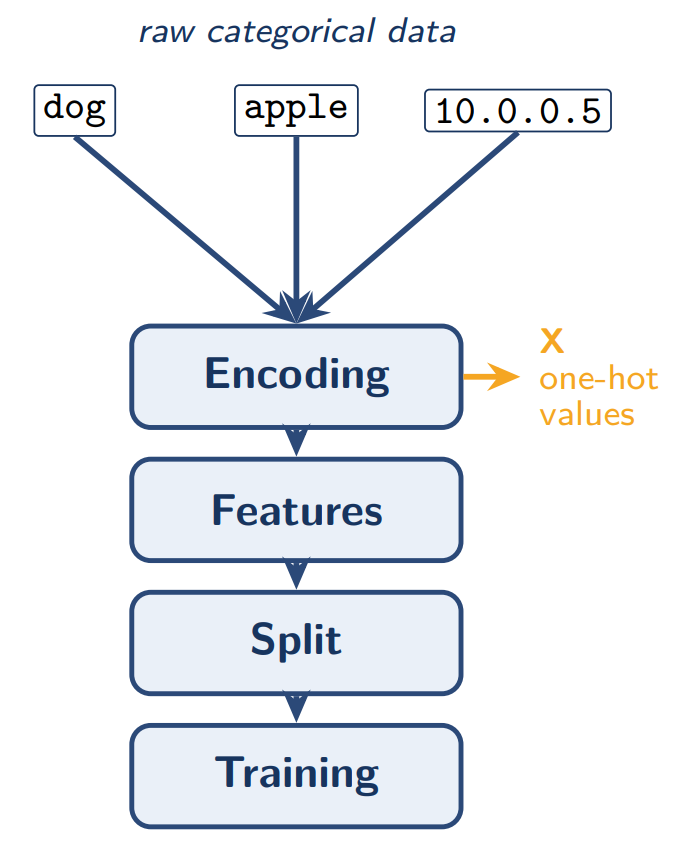 raw categorical data
dog
apple
10.0.0.5
Encoding
X
one-hot
values
Features
Split
Training